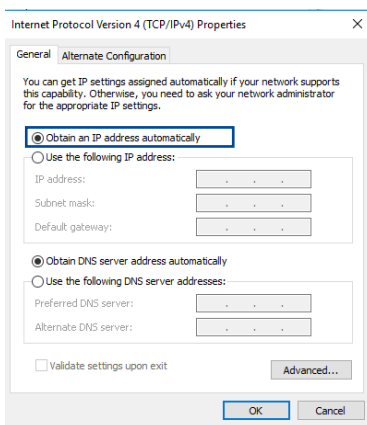 Internet Protocol Version 4 (TCP/IPv4) Properties
General
Alternate Configuration
You can get IP settings assigned automatically if your network supports
this capability. Otherwise, you need to ask your network administrator
for the appropriate IP settings.
Obtain an IP address automatically
Use the following IP address:
IP address:
Subnet mask:
Default gateway:
Obtain DNS server address automatically
Use the following DNS server addresses:
Preferred DNS server:
Alternate DNS server:
Validate settings upon exit
Advanced...
OK
Cancel